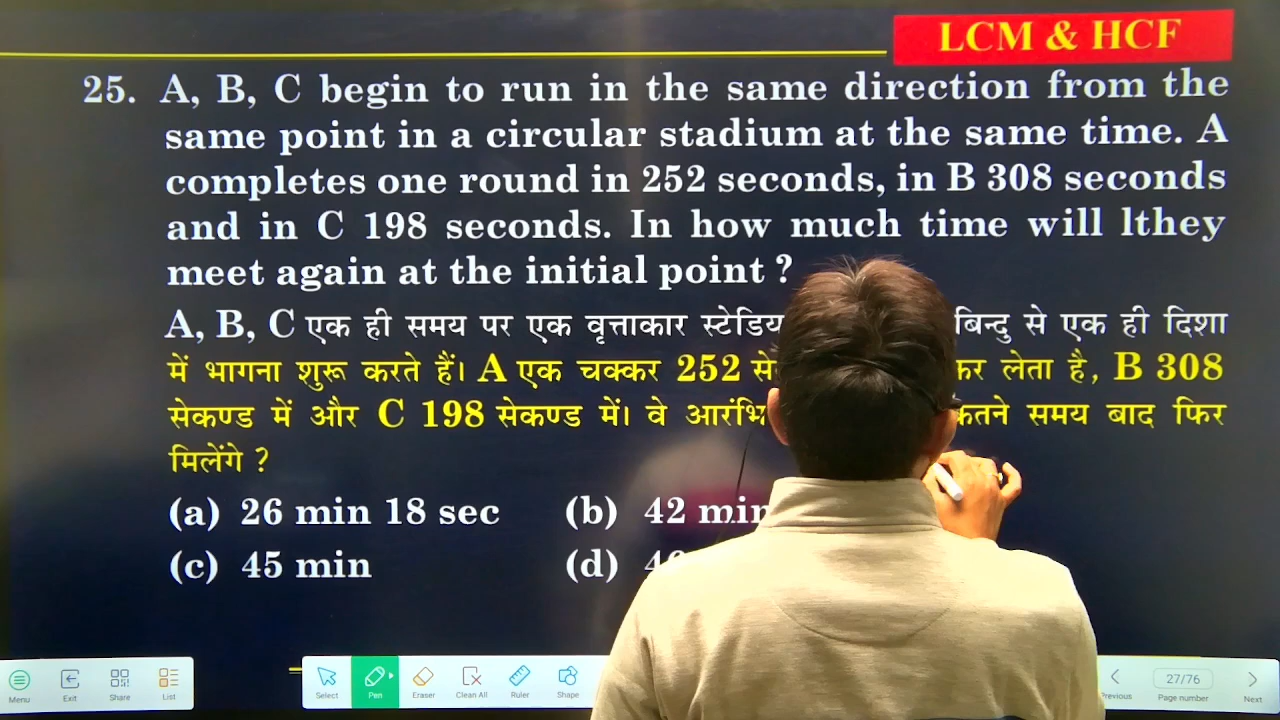 LCM & HCF
25. A, B, C begin to run in the same direction from the
same point in a circular stadium at the same time. A
completes one round in 252 seconds, in B 308 seconds
and in C 198 seconds. In how much time will lthey
meet again at the initial point ?
A, B, C एक ही समय पर एक वृत्ताकार बिन्दु से एक ही दिशा
में भागना शुरू करते हैं। A एक चक्कर 252 लेता है, B 308
सेकण्ड में और C 198 सेकण्ड में। वे समय बाद फिर
मिलेंगे ?
(a) 26 min 18 sec (b) 42 min
(c) 45 min (d)
Menu Exit Share List Select Pen Eraser Clean All Ruler Shape 27/76 Page number Previous Next